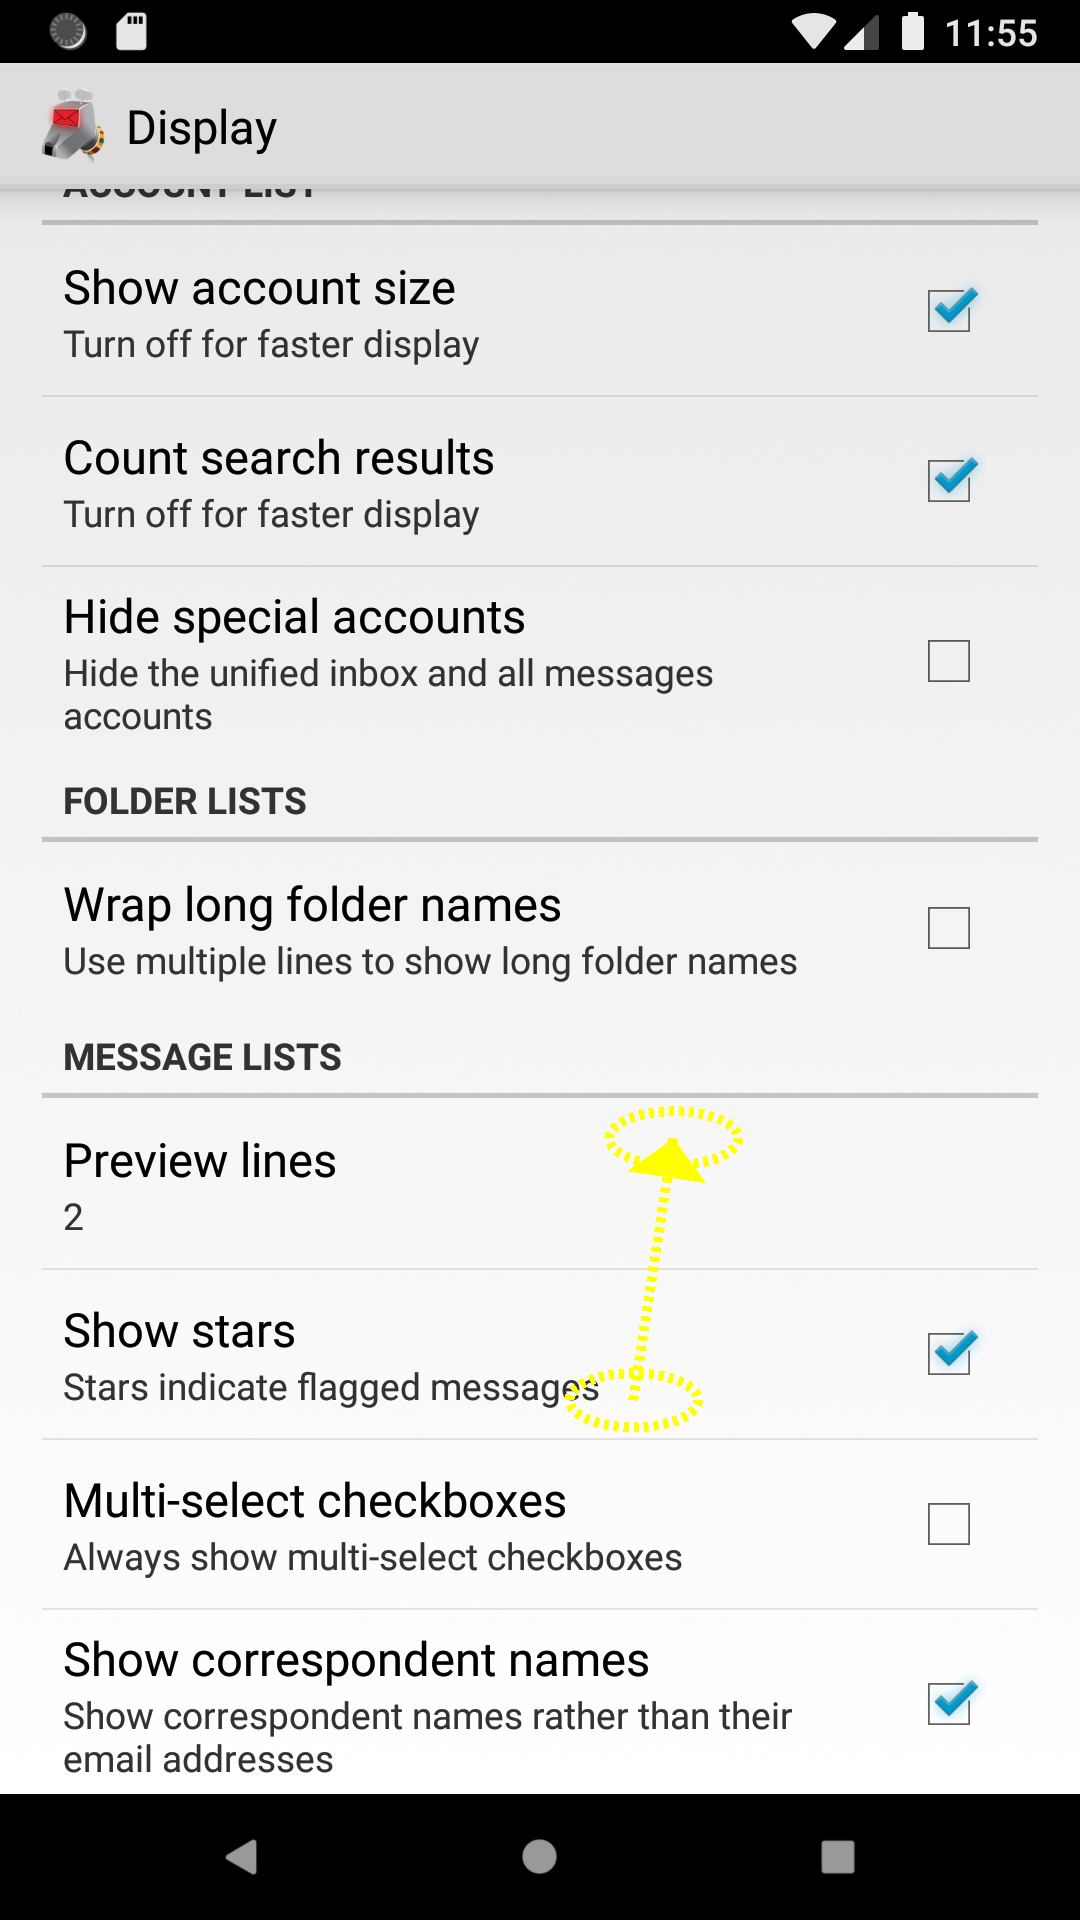 11:55
Display
ACCOUNT LIST
Show account size
Turn off for faster display
Count search results
Turn off for faster display
Hide special accounts
Hide the unified inbox and all messages
accounts
FOLDER LISTS
Wrap long folder names
Use multiple lines to show long folder names
MESSAGE LISTS
Preview lines
2
Show stars
Stars indicate flagged messages
Multi-select checkboxes
Always show multi-select checkboxes
Show correspondent names
Show correspondent names rather than their
email addresses